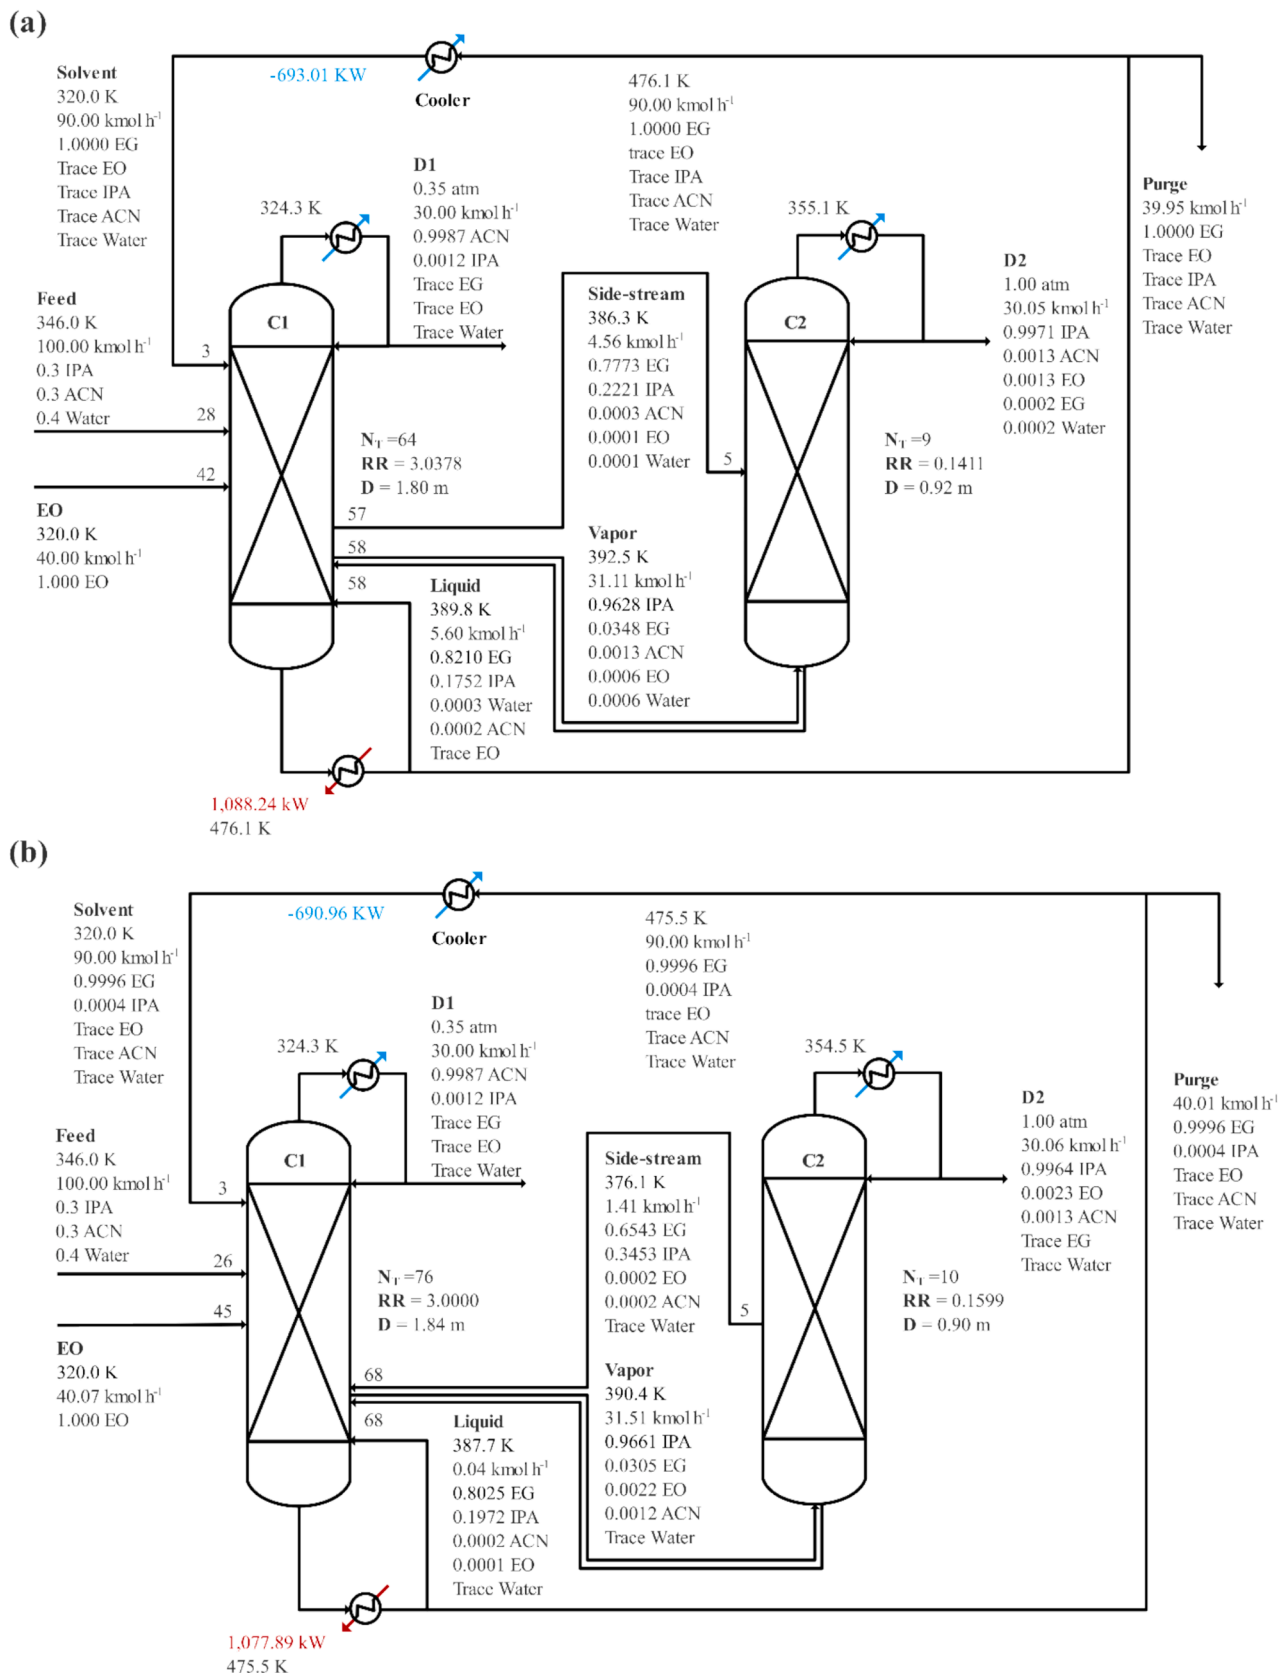 (a)
-693.01 KW
Cooler
Solvent
320.0 K
90.00 kmol h⁻¹
1.0000 EG
Trace EO
Trace IPA
Trace ACN
Trace Water
476.1 K
90.00 kmol h⁻¹
1.0000 EG
trace EO
Trace IPA
Trace ACN
Trace Water
D1
0.35 atm
30.00 kmol h⁻¹
0.9987 ACN
0.0012 IPA
Trace EG
Trace EO
Trace Water
324.3 K
355.1 K
Purge
39.95 kmol h⁻¹
1.0000 EG
Trace EO
Trace IPA
Trace ACN
Trace Water
D2
1.00 atm
30.05 kmol h⁻¹
0.9971 IPA
0.0013 ACN
0.0013 EO
0.0002 EG
0.0002 Water
Feed
346.0 K
100.00 kmol h⁻¹
0.3 IPA
0.3 ACN
0.4 Water
3
28
42
C1
Side-stream
386.3 K
4.56 kmol h⁻¹
0.7773 EG
0.2221 IPA
0.0003 ACN
0.0001 EO
0.0001 Water
C2
5
N_T =64
RR = 3.0378
D = 1.80 m
N_T =9
RR = 0.1411
D = 0.92 m
EO
320.0 K
40.00 kmol h⁻¹
1.000 EO
57
58
58
Vapor
392.5 K
31.11 kmol h⁻¹
0.9628 IPA
0.0348 EG
0.0013 ACN
0.0006 EO
0.0006 Water
Liquid
389.8 K
5.60 kmol h⁻¹
0.8210 EG
0.1752 IPA
0.0003 Water
0.0002 ACN
Trace EO
1,088.24 kW
476.1 K
(b)
-690.96 KW
Cooler
Solvent
320.0 K
90.00 kmol h⁻¹
0.9996 EG
0.0004 IPA
Trace EO
Trace ACN
Trace Water
475.5 K
90.00 kmol h⁻¹
0.9996 EG
0.0004 IPA
trace EO
Trace ACN
Trace Water
D1
0.35 atm
30.00 kmol h⁻¹
0.9987 ACN
0.0012 IPA
Trace EG
Trace EO
Trace Water
324.3 K
354.5 K
Purge
40.01 kmol h⁻¹
0.9996 EG
0.0004 IPA
Trace EO
Trace ACN
Trace Water
D2
1.00 atm
30.06 kmol h⁻¹
0.9964 IPA
0.0023 EO
0.0013 ACN
Trace EG
Trace Water
Feed
346.0 K
100.00 kmol h⁻¹
0.3 IPA
0.3 ACN
0.4 Water
3
26
45
C1
Side-stream
376.1 K
1.41 kmol h⁻¹
0.6543 EG
0.3453 IPA
0.0002 EO
0.0002 ACN
Trace Water
C2
5
N_T =76
RR = 3.0000
D = 1.84 m
N_T =10
RR = 0.1599
D = 0.90 m
EO
320.0 K
40.07 kmol h⁻¹
1.000 EO
68
68
Vapor
390.4 K
31.51 kmol h⁻¹
0.9661 IPA
0.0305 EG
0.0022 EO
0.0012 ACN
Trace Water
Liquid
387.7 K
0.04 kmol h⁻¹
0.8025 EG
0.1972 IPA
0.0002 ACN
0.0001 EO
Trace Water
1,077.89 kW
475.5 K